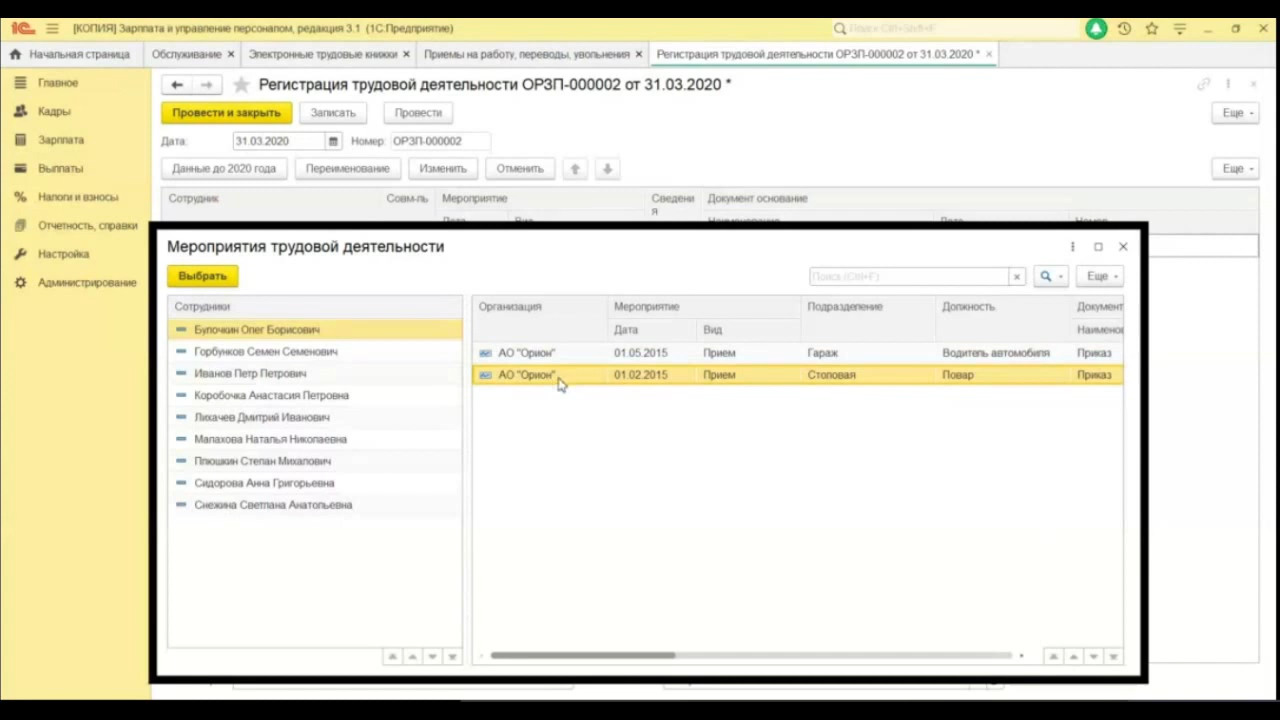 [КОПИЯ] Зарплата и управление персоналом, редакция 3.1 (1С:Предприятие)
Поиск Ctrl+Shift+F
Начальная страница
Обслуживание ×
Электронные трудовые книжки ×
Приемы на работу, переводы, увольнения ×
Регистрация трудовой деятельности ОРЗП-000002 от 31.03.2020 * ×
Главное
Кадры
Зарплата
Выплаты
Налоги и взносы
Отчетность, справки
Настройка
Администрирование
Регистрация трудовой деятельности ОРЗП-000002 от 31.03.2020 *
Провести и закрыть Записать Провести Еще
Дата: 31.03.2020 Номер: ОРЗП-000002
Данные до 2020 года Переименование Изменить Отменить Еще
Сотрудник Совм-ль Мероприятие Сведени Документ основание
я
Мероприятия трудовой деятельности
Выбрать Поиск (Ctrl+F) × Еще
Сотрудники
Булочкин Олег Борисович
Горбунков Семен Семенович
Иванов Петр Петрович
Коробочка Анастасия Петровна
Лихачев Дмитрий Иванович
Малахова Наталья Николаевна
Плюшкин Степан Михалович
Сидорова Анна Григорьевна
Снежина Светлана Анатольевна
Организация Мероприятие Подразделение Должность Документ
Дата Вид Наимено
АО "Орион" 01.05.2015 Прием Гараж Водитель автомобиля Приказ
АО "Орион" 01.02.2015 Прием Столовая Повар Приказ